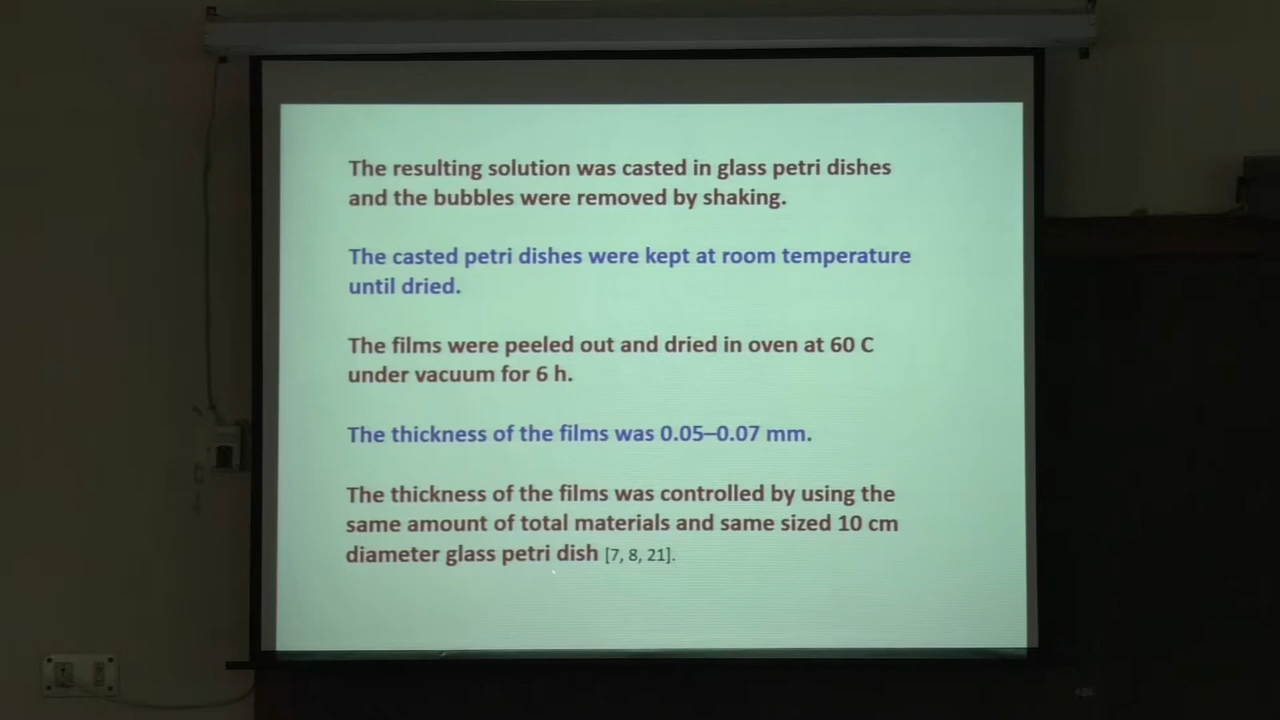 The resulting solution was casted in glass petri dishes
and the bubbles were removed by shaking.
The casted petri dishes were kept at room temperature
until dried.
The films were peeled out and dried in oven at 60 C
under vacuum for 6 h.
The thickness of the films was 0.05–0.07 mm.
The thickness of the films was controlled by using the
same amount of total materials and same sized 10 cm
diameter glass petri dish [7, 8, 21].